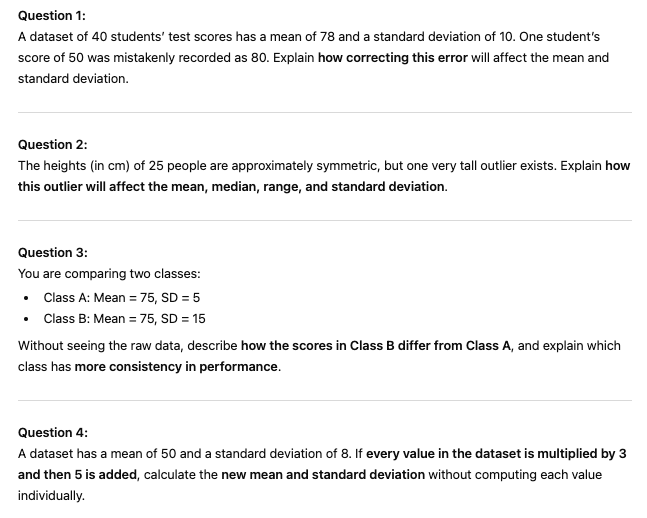 Question 1:
A dataset of 40 students’ test scores has a mean of 78 and a standard deviation of 10. One student’s
score of 50 was mistakenly recorded as 80. Explain how correcting this error will affect the mean and
standard deviation.
Question 2:
The heights (in cm) of 25 people are approximately symmetric, but one very tall outlier exists. Explain how
this outlier will affect the mean, median, range, and standard deviation.
Question 3:
You are comparing two classes:
• Class A: Mean = 75, SD = 5
• Class B: Mean = 75, SD = 15
Without seeing the raw data, describe how the scores in Class B differ from Class A, and explain which
class has more consistency in performance.
Question 4:
A dataset has a mean of 50 and a standard deviation of 8. If every value in the dataset is multiplied by 3
and then 5 is added, calculate the new mean and standard deviation without computing each value
individually.